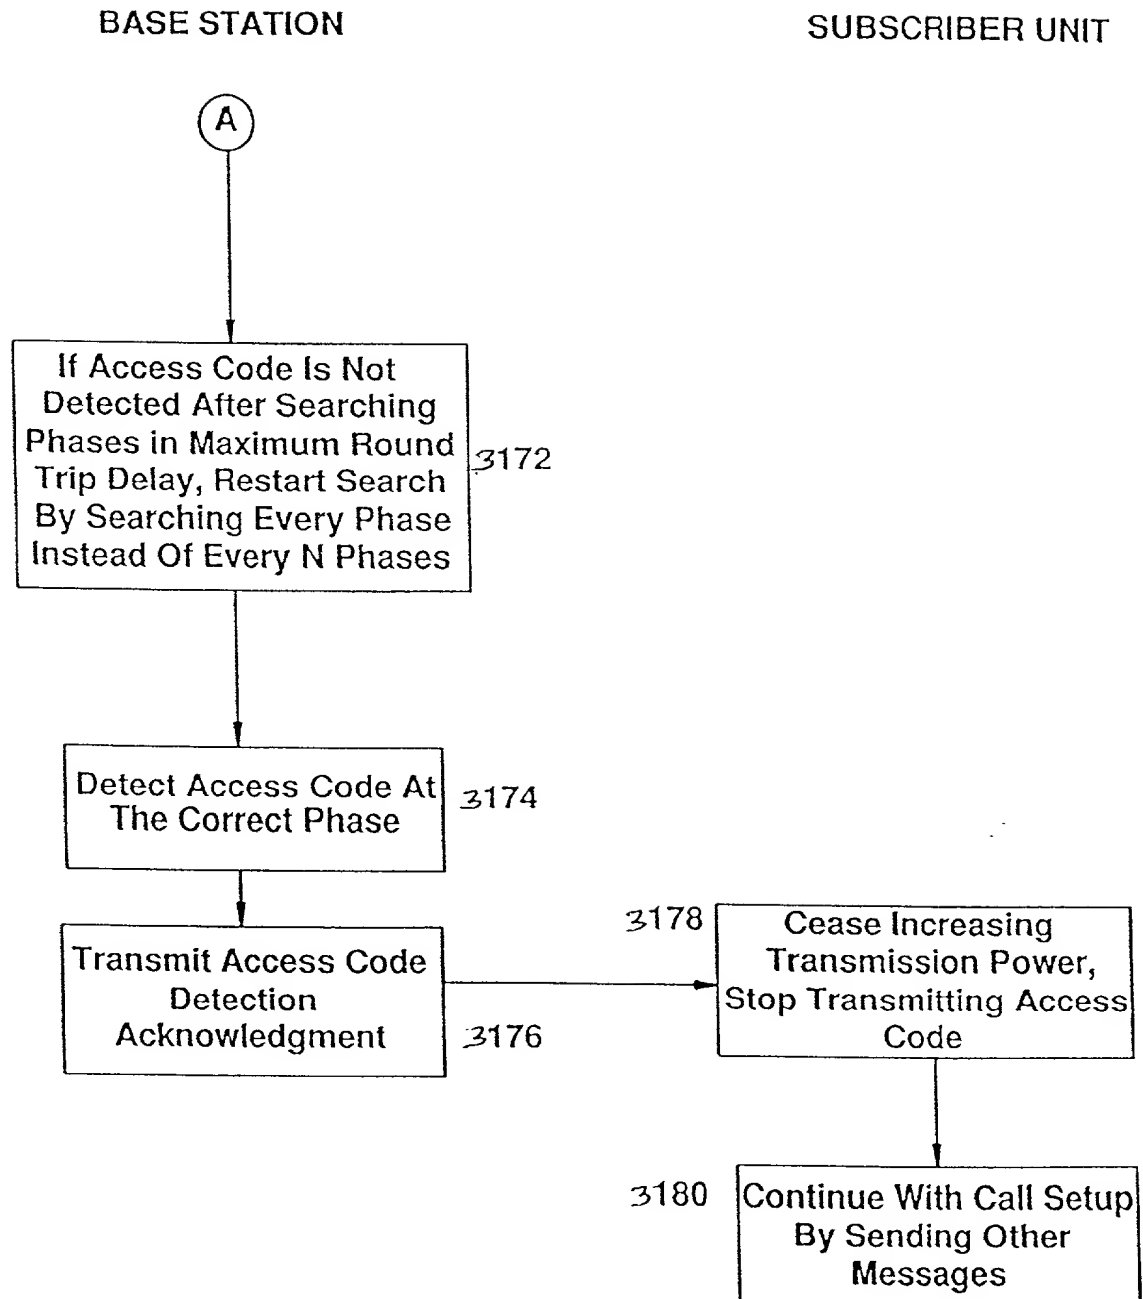 BASE STATION
SUBSCRIBER UNIT
A
If Access Code Is Not
Detected After Searching
Phases in Maximum Round
Trip Delay, Restart Search
By Searching Every Phase
Instead Of Every N Phases
3172
Detect Access Code At
The Correct Phase
3174
Transmit Access Code
Detection
Acknowledgment
3176
3178
Cease Increasing
Transmission Power,
Stop Transmitting Access
Code
3180
Continue With Call Setup
By Sending Other
Messages